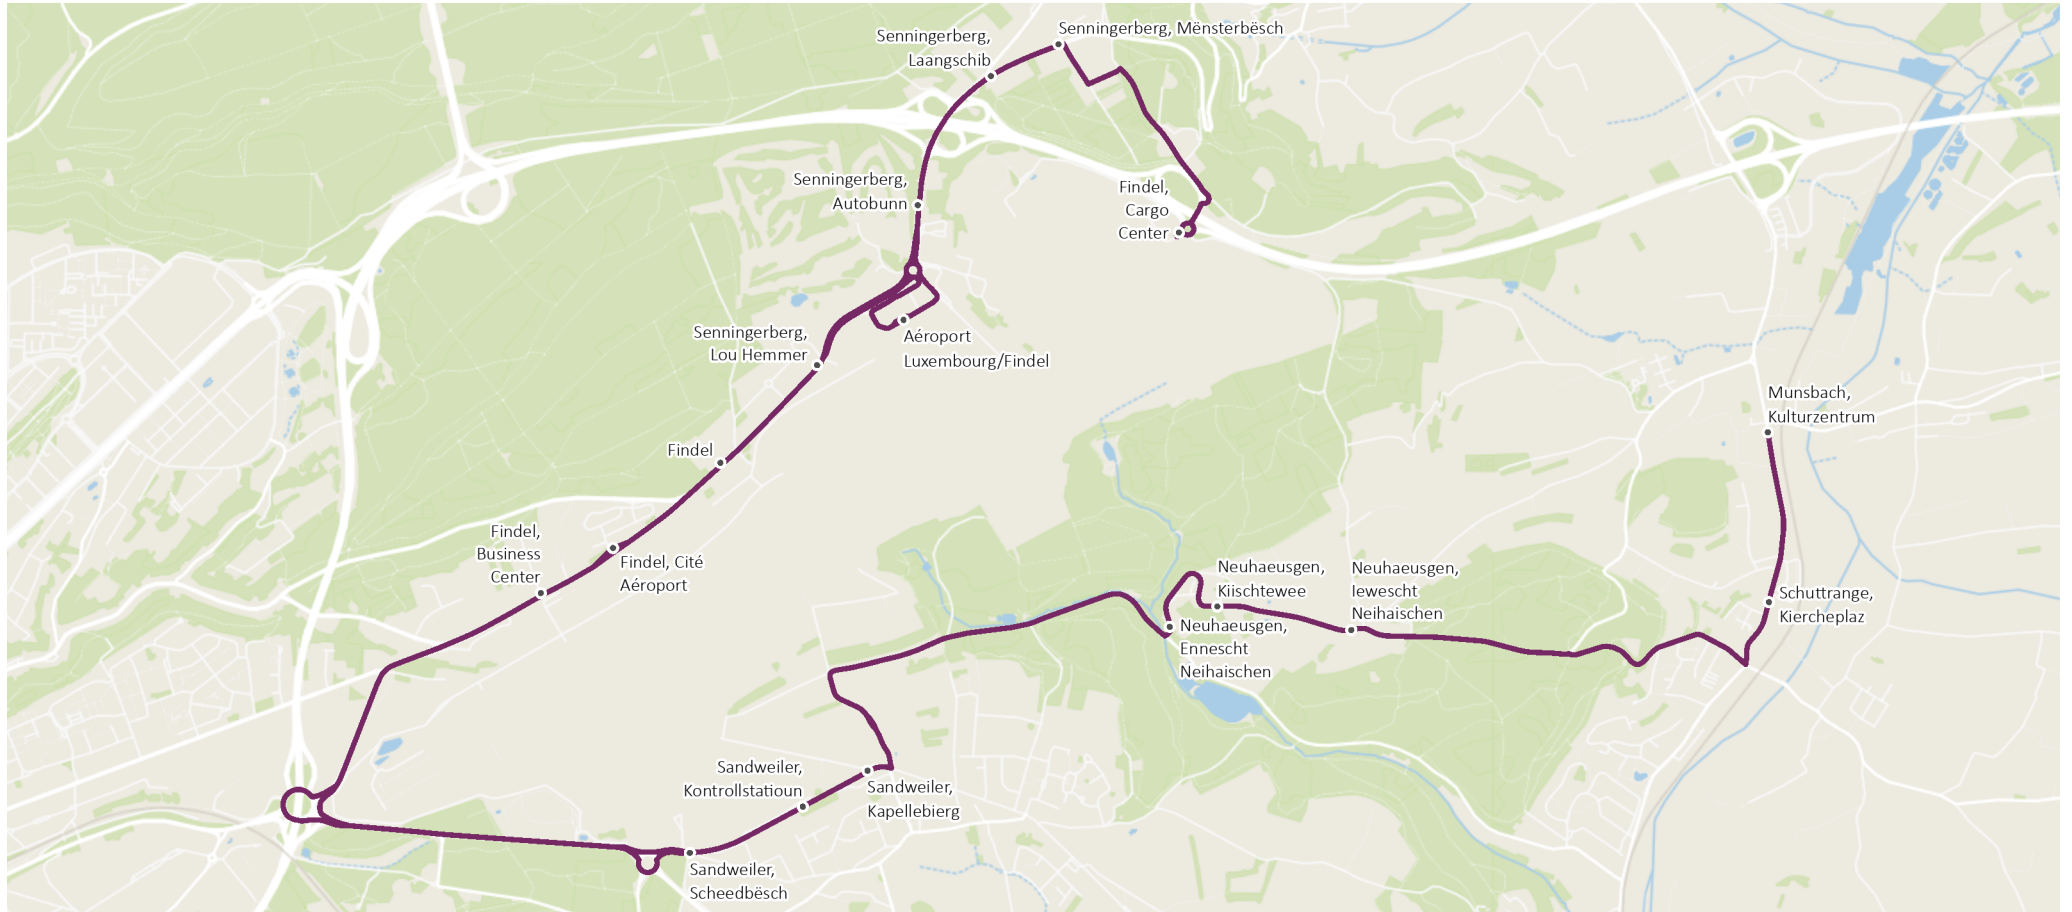 Senningerberg, Mënsterbësch
Senningerberg,
Laangschib
Senningerberg,
Autobunn
Findel,
Cargo
Center
Senningerberg,
Lou Hemmer
Aéroport
Luxembourg/Findel
Munsbach,
Kulturzentrum
Findel
Findel,
Business
Center
Findel, Cité
Aéroport
Neuhaeusgen,
Kiischtewee
Neuhaeusgen,
Iewescht
Neihaischen
Schuttrange,
Kiercheplaz
Neuhaeusgen,
Ennescht
Neihaischen
Sandweiler,
Kontrollstatioun
Sandweiler,
Kapellebierg
Sandweiler,
Scheedbësch